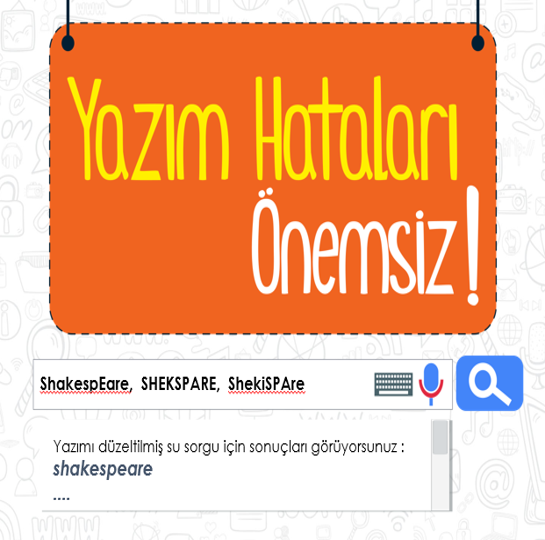 Yazım Hataları
Önemsiz!
ShakespEare, SHEKSPARE, ShekiSPAre
Yazımı düzeltilmiş su sorgu için sonuçları görüyorsunuz :
shakespeare
....